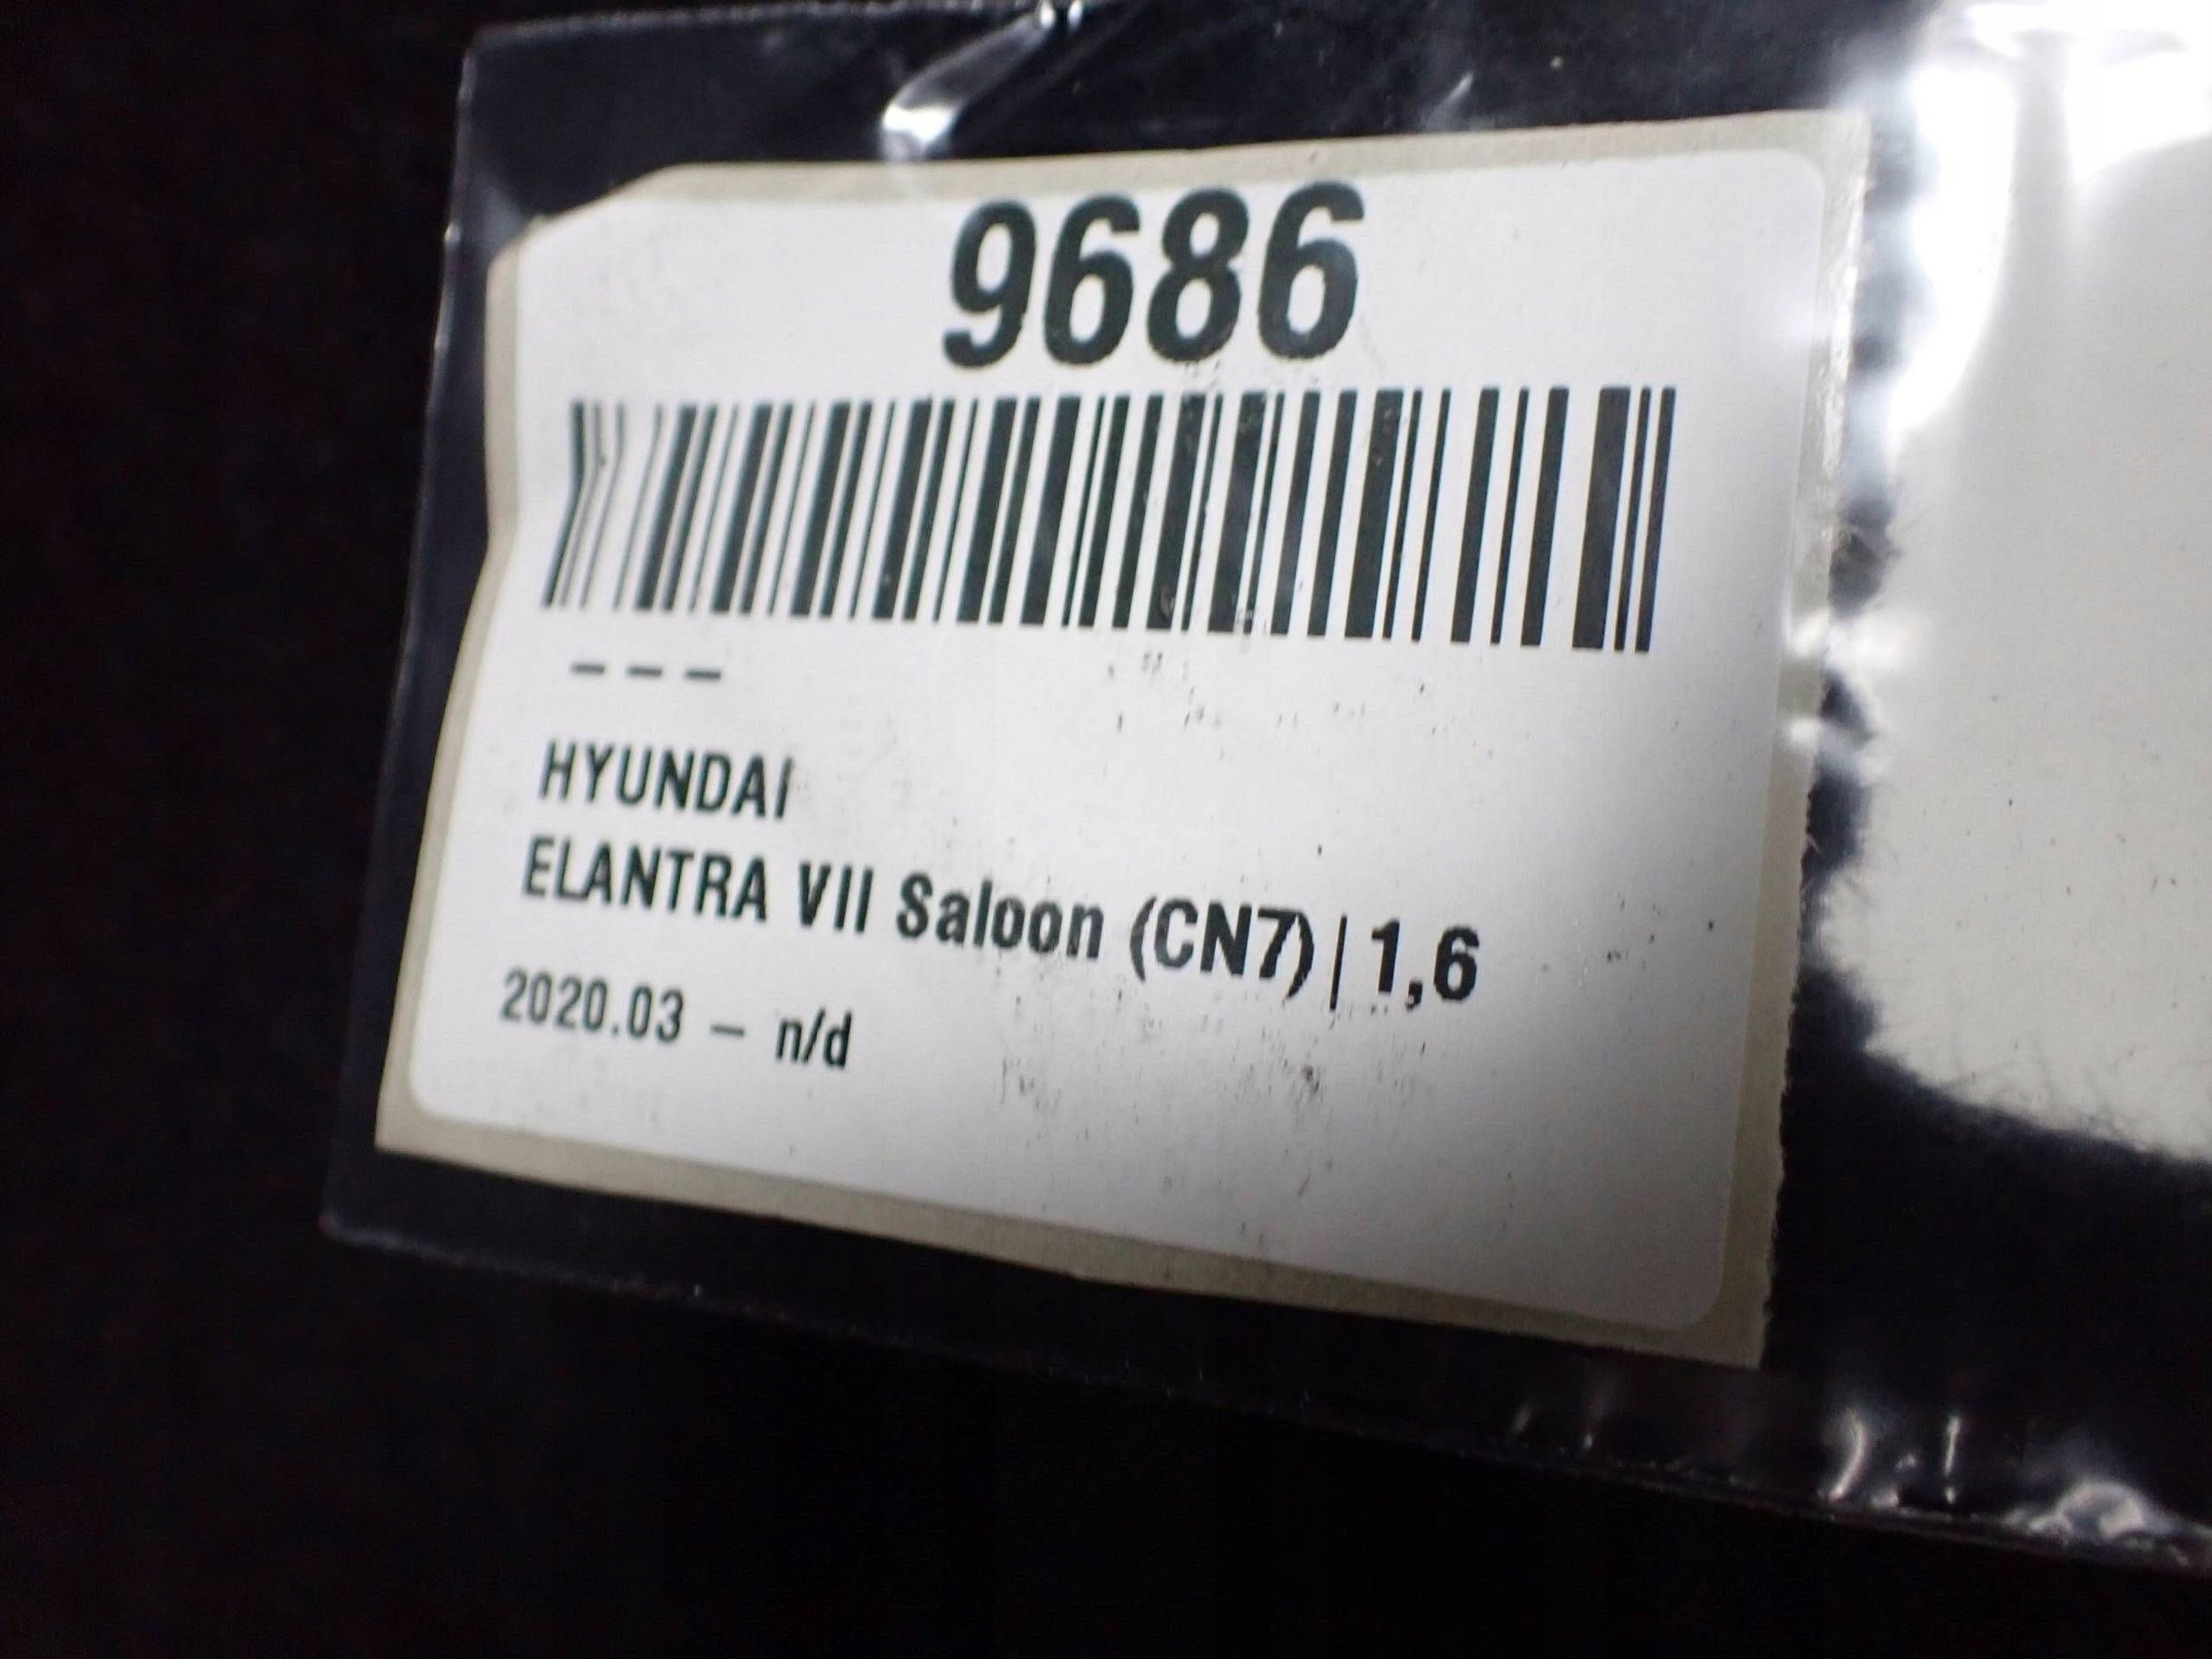 9686
– – –
HYUNDAI
ELANTRA VII Saloon (CN7) | 1,6
2020.03 – n/d